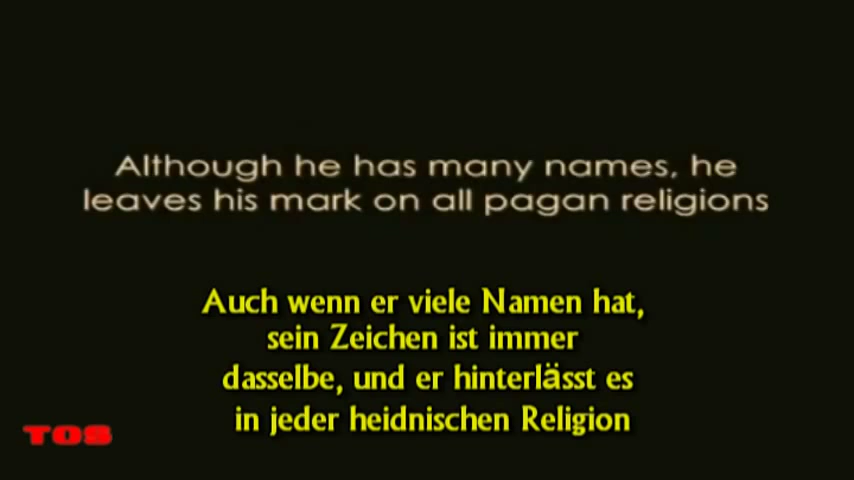 Although he has many names, he
leaves his mark on all pagan religions
Auch wenn er viele Namen hat,
sein Zeichen ist immer
dasselbe, und er hinterlässt es
in jeder heidnischen Religion
TOS